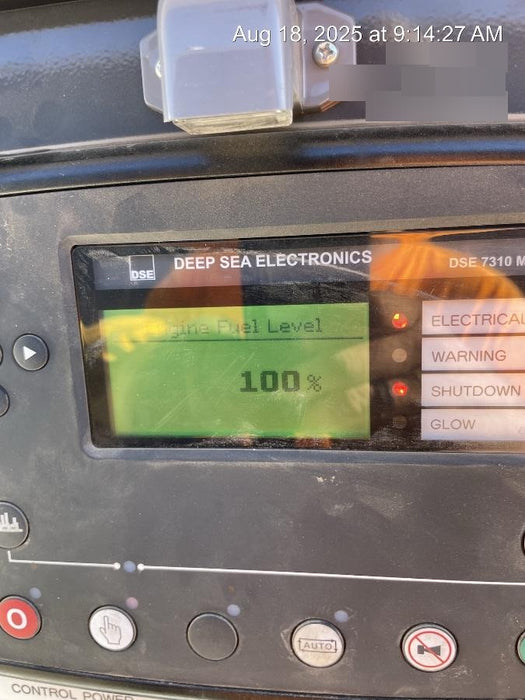 Aug 18, 2025 at 9:14:27 AM
DSE
DEEP SEA ELECTRONICS
DSE 7310 M
Engine Fuel Level
100 %
ELECTRICAL
WARNING
SHUTDOWN
GLOW
O
AUTO
CONTROL POWER